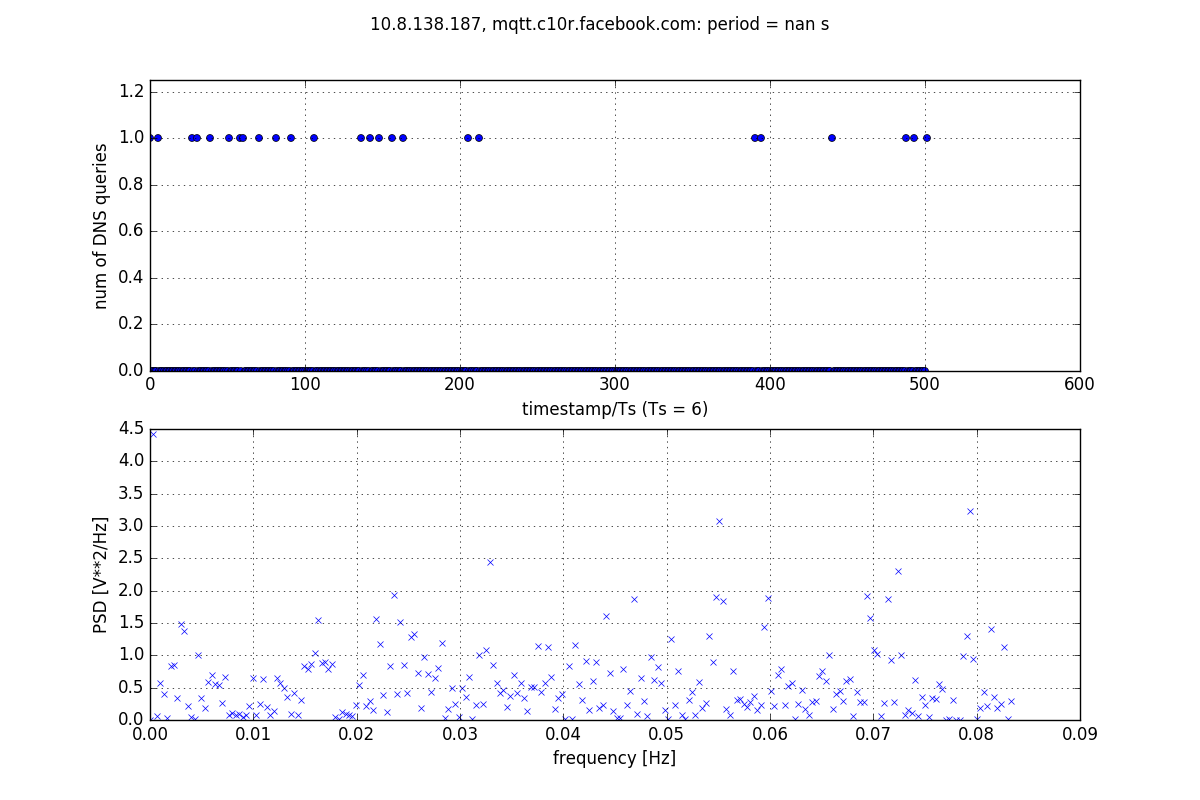 10.8.138.187, mqtt.c10r.facebook.com: period = nan s
1.2
1.0
0.8
0.6
0.4
0.2
0.0
num of DNS queries
0 100 200 300 400 500 600
timestamp/Ts (Ts = 6)
4.5
4.0
3.5
3.0
2.5
2.0
1.5
1.0
0.5
0.0
PSD [V**2/Hz]
0.00 0.01 0.02 0.03 0.04 0.05 0.06 0.07 0.08 0.09
frequency [Hz]